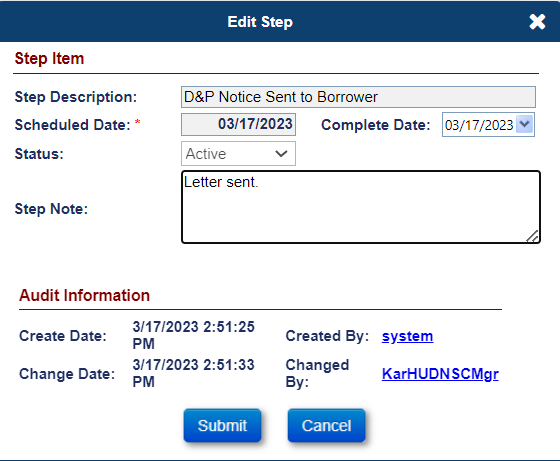 Edit Step
Step Item
Step Description: D&P Notice Sent to Borrower
Scheduled Date: * 03/17/2023 Complete Date: 03/17/2023
Status: Active
Step Note: Letter sent.
Audit Information
Create Date: 3/17/2023 2:51:25 PM Created By: system
Change Date: 3/17/2023 2:51:33 PM Changed By: KarHUDNSCMgr
Submit Cancel